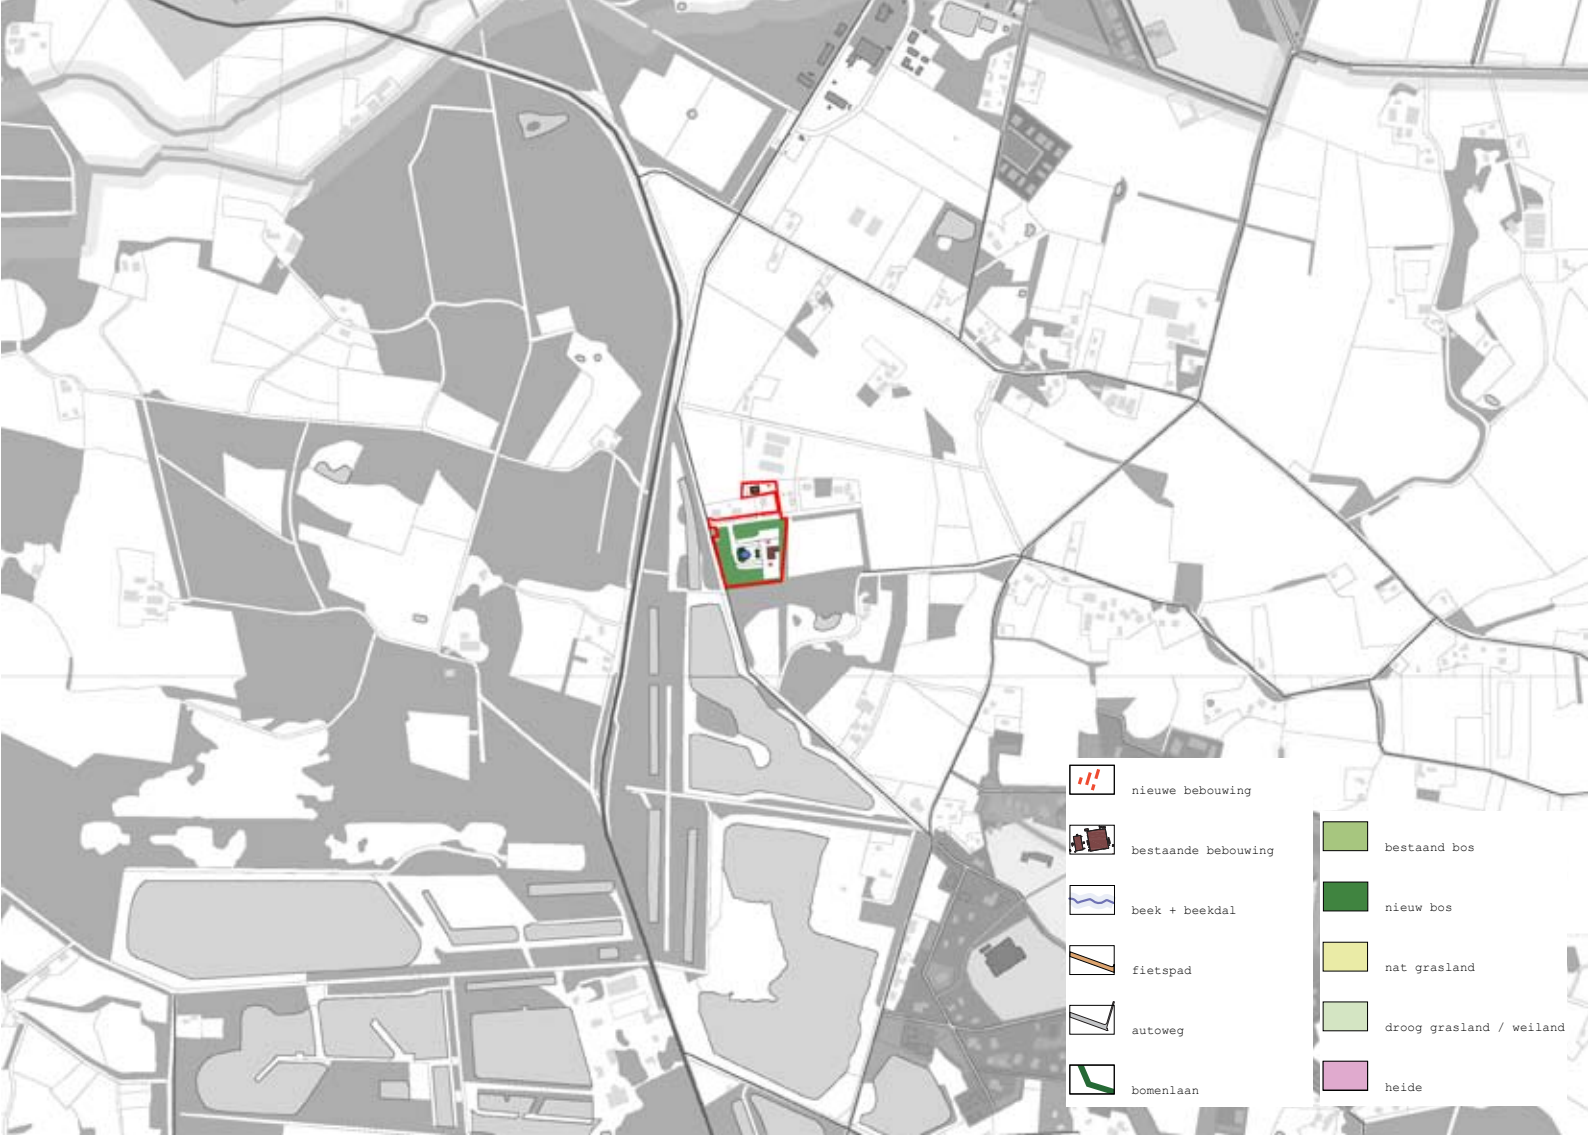 nieuwe bebouwing
bestaande bebouwing
beek + beekdal
fietspad
autoweg
bomenlaan
bestaand bos
nieuw bos
nat grasland
droog grasland / weiland
heide